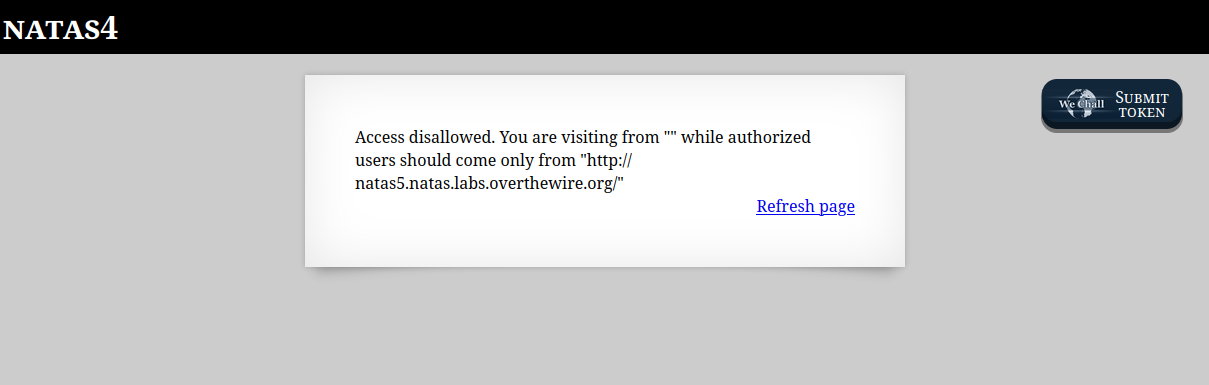 NATAS4
We Chall
SUBMIT
TOKEN
Access disallowed. You are visiting from "" while authorized
users should come only from "http://
natas5.natas.labs.overthewire.org/"
Refresh page